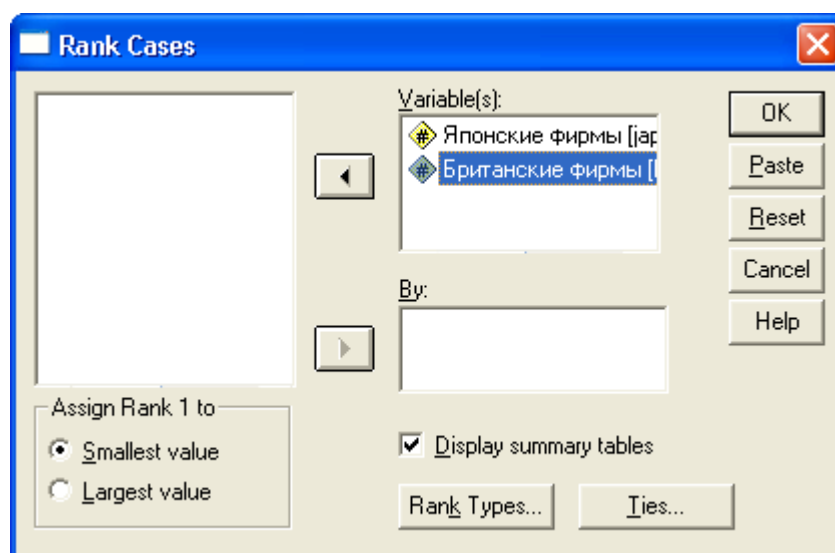 Rank Cases
Variable(s):
# Японские фирмы [jap
# Британские фирмы [
By:
Assign Rank 1 to
Smallest value
Largest value
Display summary tables
Rank Types...
Ties...
OK
Paste
Reset
Cancel
Help